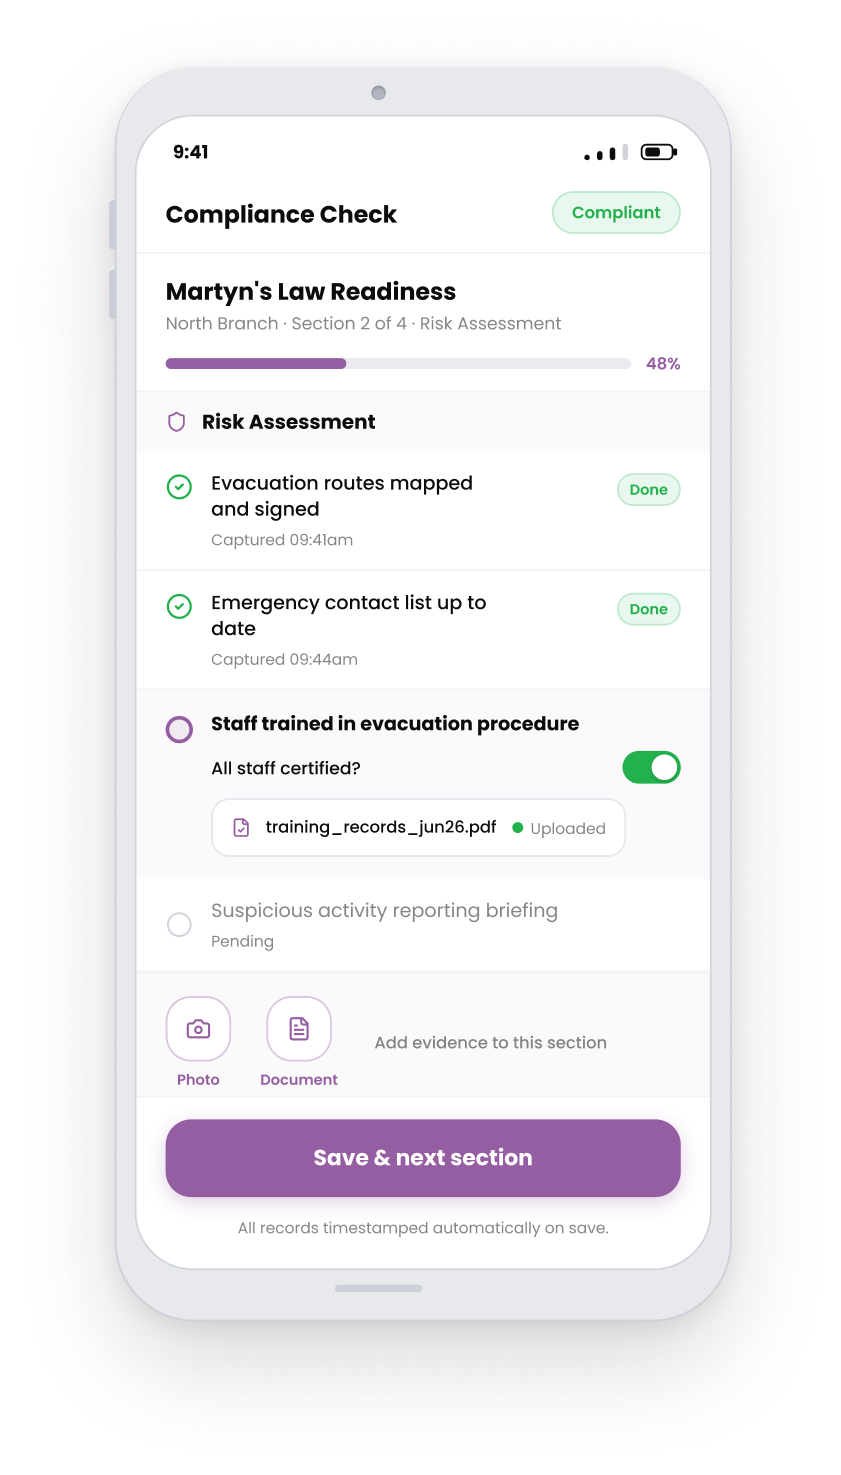 9:41
Compliance Check
Compliant
Martyn's Law Readiness
North Branch · Section 2 of 4 · Risk Assessment
48%
Risk Assessment
Evacuation routes mapped
and signed
Done
Captured 09:41am
Emergency contact list up to
date
Done
Captured 09:44am
Staff trained in evacuation procedure
All staff certified?
training_records_jun26.pdf Uploaded
Suspicious activity reporting briefing
Pending
Add evidence to this section
Photo Document
Save & next section
All records timestamped automatically on save.